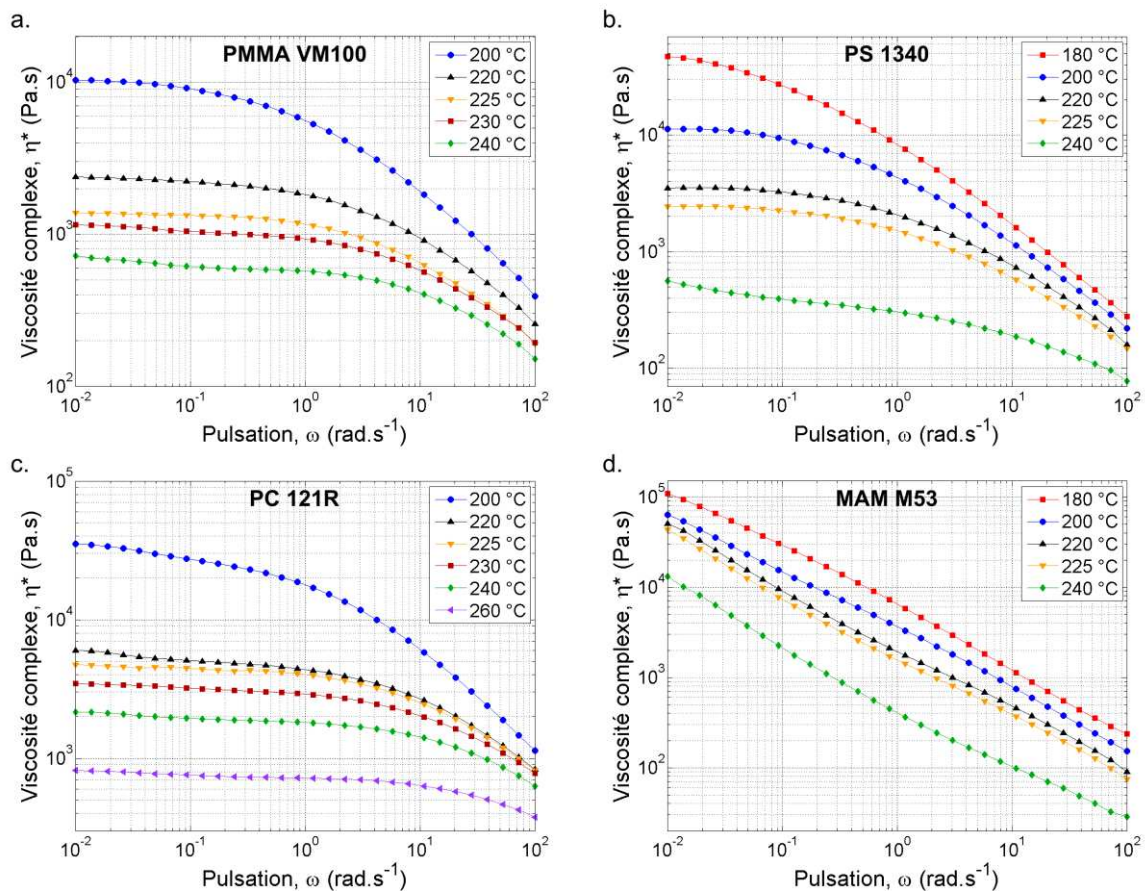 a.
PMMA VM100
200 °C
220 °C
225 °C
230 °C
240 °C
10^4
10^3
10^2
Viscosité complexe, η* (Pa.s)
10^-2 10^-1 10^0 10^1 10^2
Pulsation, ω (rad.s^-1)
b.
PS 1340
180 °C
200 °C
220 °C
225 °C
240 °C
10^4
10^3
10^2
Viscosité complexe, η* (Pa.s)
10^-2 10^-1 10^0 10^1 10^2
Pulsation, ω (rad.s^-1)
c.
PC 121R
200 °C
220 °C
225 °C
230 °C
240 °C
260 °C
10^5
10^4
10^3
Viscosité complexe, η* (Pa.s)
10^-2 10^-1 10^0 10^1 10^2
Pulsation, ω (rad.s^-1)
d.
MAM M53
180 °C
200 °C
220 °C
225 °C
240 °C
10^5
10^4
10^3
10^2
Viscosité complexe, η* (Pa.s)
10^-2 10^-1 10^0 10^1 10^2
Pulsation, ω (rad.s^-1)